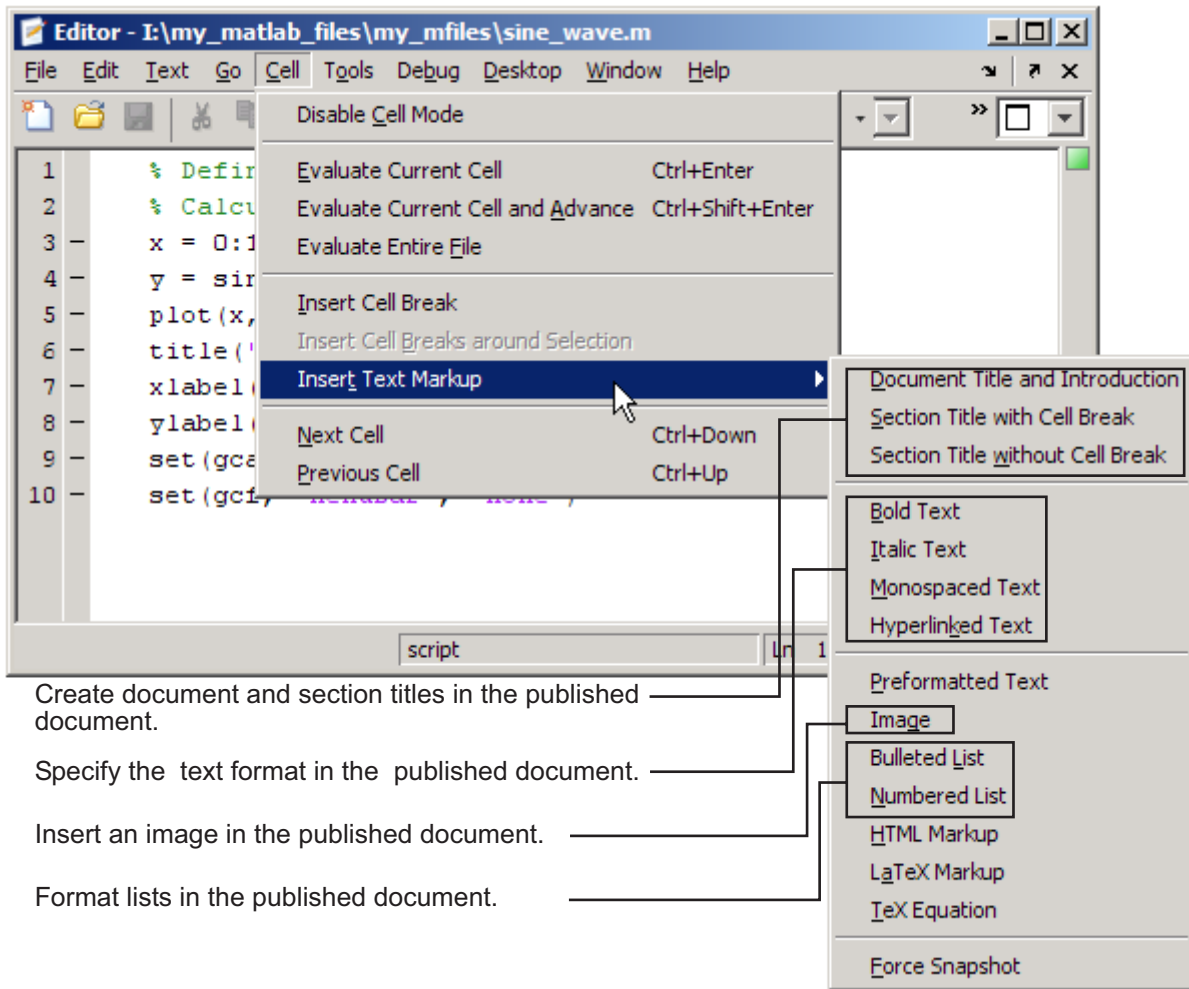 Editor - I:\my_matlab_files\my_mfiles\sine_wave.m
File Edit Text Go Cell Tools Debug Desktop Window Help
Disable Cell Mode
Evaluate Current Cell Ctrl+Enter
Evaluate Current Cell and Advance Ctrl+Shift+Enter
Evaluate Entire File
Insert Cell Break
Insert Cell Breaks around Selection
Insert Text Markup
Next Cell Ctrl+Down
Previous Cell Ctrl+Up
1 %
2 %
3 - x = 0:1
4 - y =
5 - plot(x,
6 - title('
7 - xlabel(
8 - ylabel(
9 - set(
10 - set(gcf,
script Ln 1
Document Title and Introduction
Section Title with Cell Break
Section Title without Cell Break
Bold Text
Italic Text
Monospaced Text
Hyperlinked Text
Preformatted Text
Image
Bulleted List
Numbered List
HTML Markup
LaTeX Markup
TeX Equation
Force Snapshot
Create document and section titles in the published
document.
Specify the text format in the published document.
Insert an image in the published document.
Format lists in the published document.